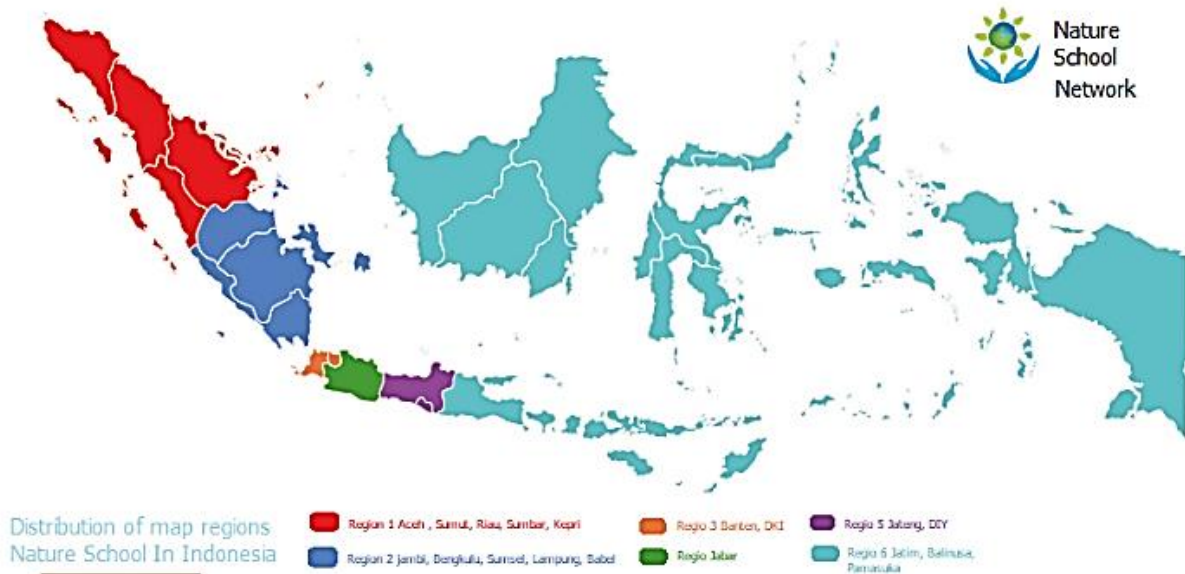 Nature
School
Network
Distribution of map regions
Nature School In Indonesia
Region 1 Aceh , Sumut, Riau, Sumbar, Kepri
Region 2 Jambi, Bengkulu, Sumsel, Lampung, Babel
Regio 3 Banten, DKI
Regio Jabar
Regio 5 Jateng, DIY
Regio 6 Jatim, Balinusa,
Pamasuka